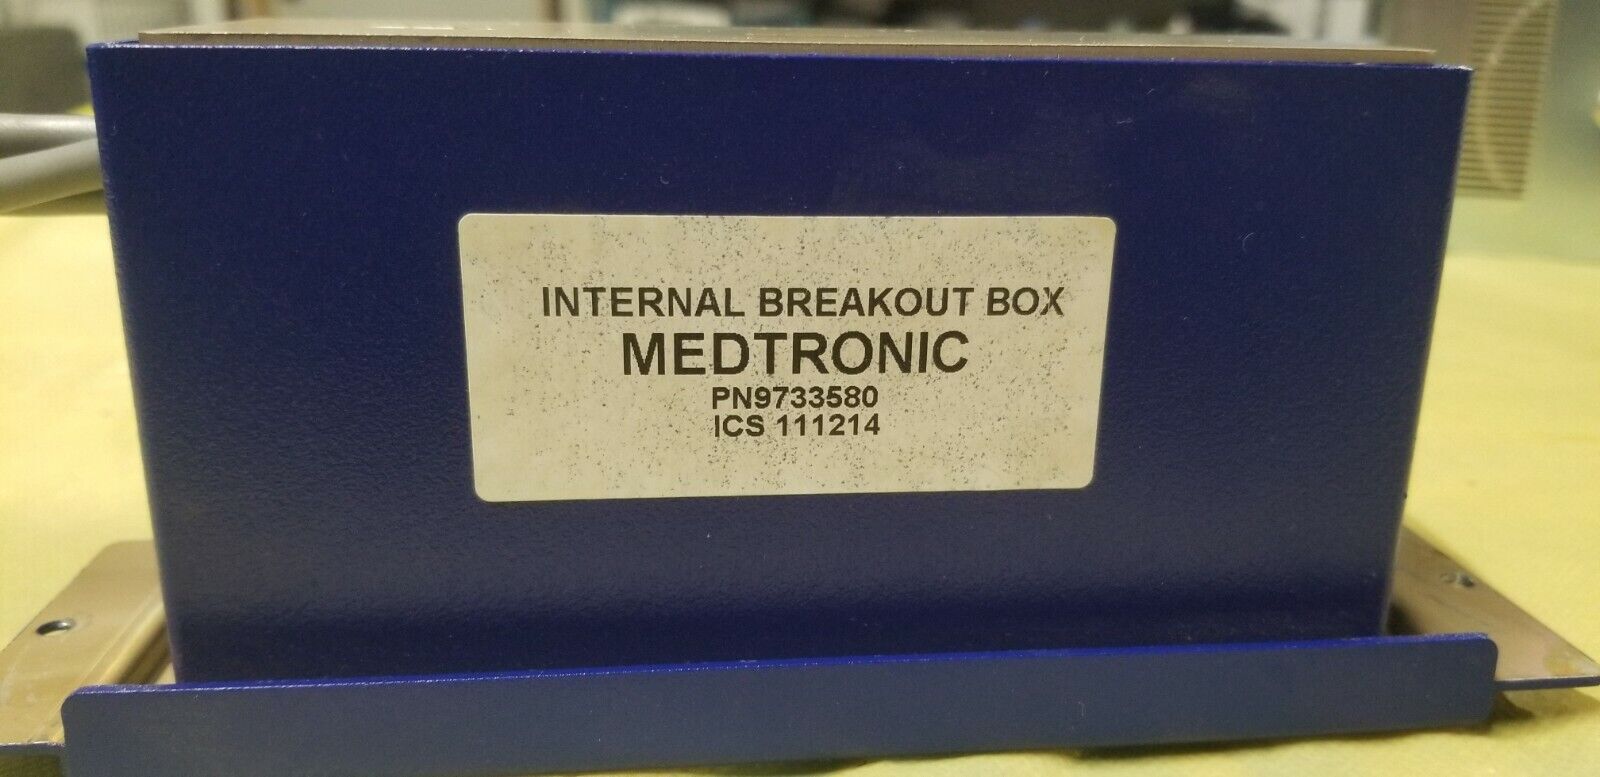 INTERNAL BREAKOUT BOX
MEDTRONIC
PN9733580
ICS 111214